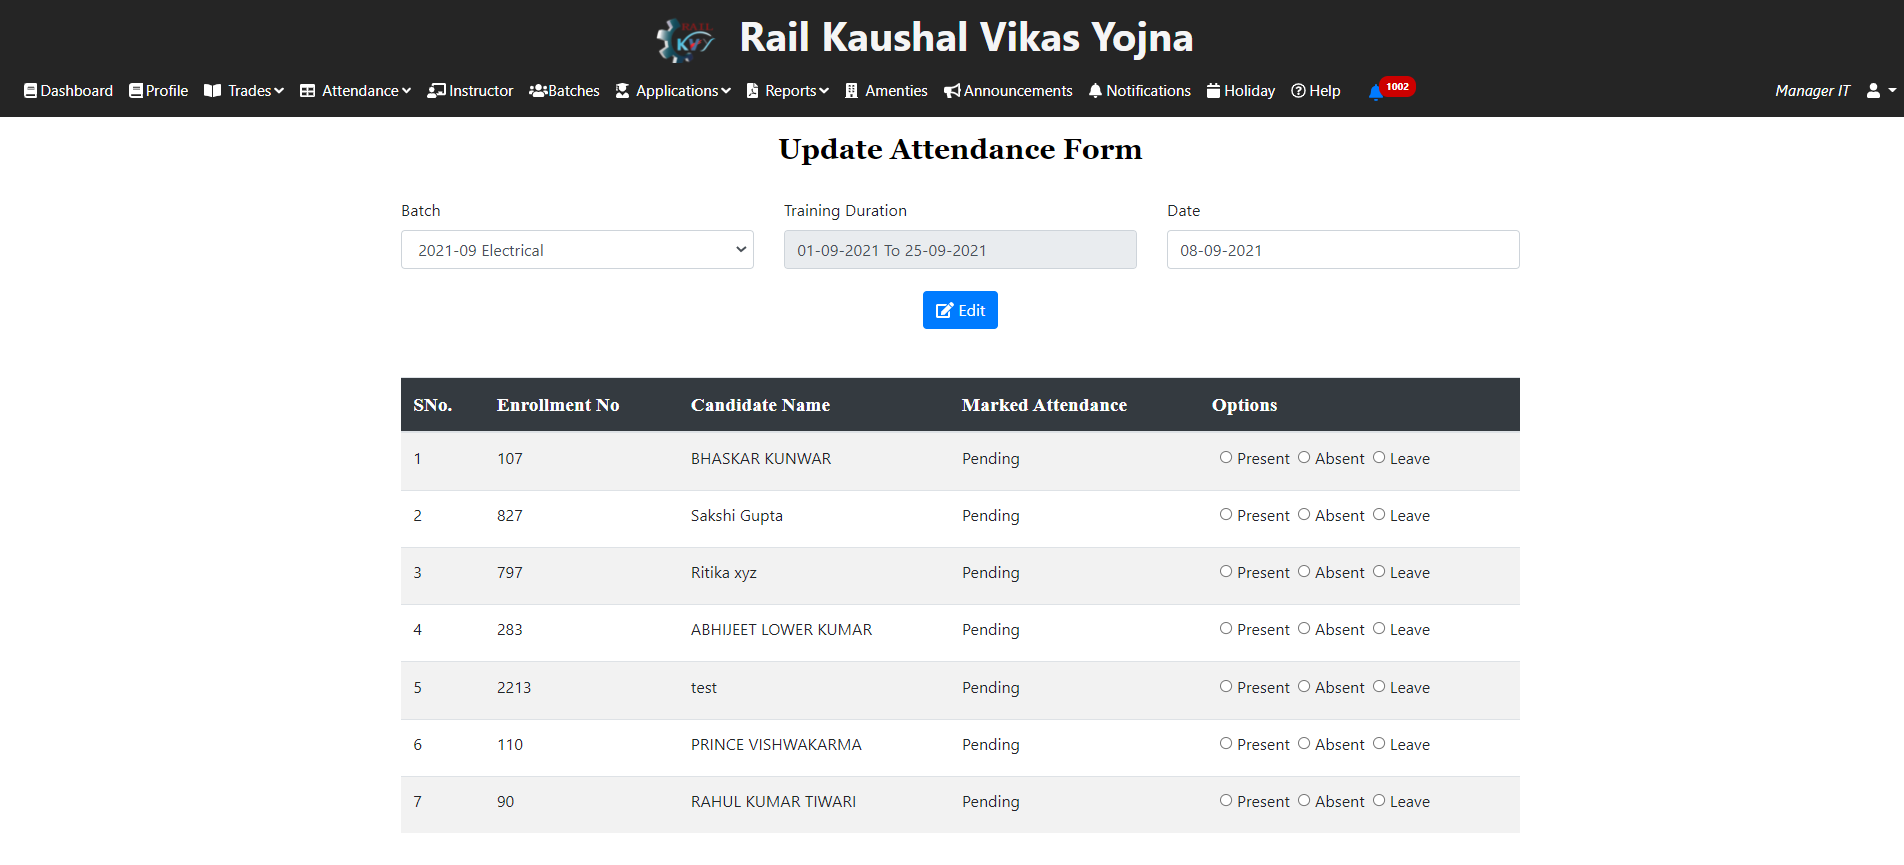 Rail Kaushal Vikas Yojna
Dashboard Profile Trades Attendance Instructor Batches Applications Reports Amenties Announcements Notifications Holiday Help 1002 Manager IT
Update Attendance Form
Batch Training Duration Date
2021-09 Electrical 01-09-2021 To 25-09-2021 08-09-2021
Edit
SNo. Enrollment No Candidate Name Marked Attendance Options
1 107 BHASKAR KUNWAR Pending Present Absent Leave
2 827 Sakshi Gupta Pending Present Absent Leave
3 797 Ritika xyz Pending Present Absent Leave
4 283 ABHIJEET LOWER KUMAR Pending Present Absent Leave
5 2213 test Pending Present Absent Leave
6 110 PRINCE VISHWAKARMA Pending Present Absent Leave
7 90 RAHUL KUMAR TIWARI Pending Present Absent Leave